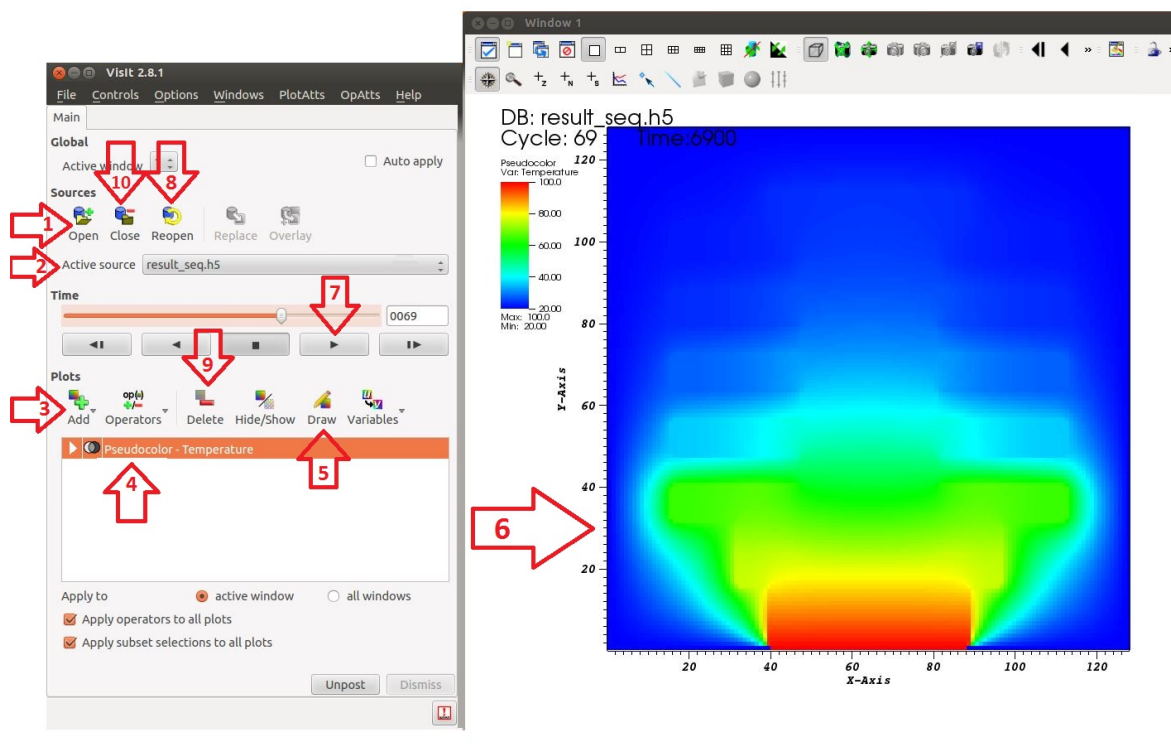 Window 1
VisIt 2.8.1
File Controls Options Windows PlotAtts OpAtts Help
Main
Global
Active window 1
Auto apply
10
8
Sources
1
Open Close Reopen Replace Overlay
2
Active source result_seq.h5
Time
7
0069
9
Plots
3
op(u)
+/-
Add Operators Delete Hide/Show Draw Variables
Pseudocolor - Temperature
4
5
Apply to active window all windows
Apply operators to all plots
Apply subset selections to all plots
Unpost Dismiss
DB: result_seq.h5
Cycle: 69 Time:6900
Pseudocolor
Var: Temperature
100.0
80.00
60.00
40.00
20.00
Max: 100.0
Min: 20.00
120
100
80
60
40
20
Y-Axis
6
20 40 60 80 100 120
X-Axis